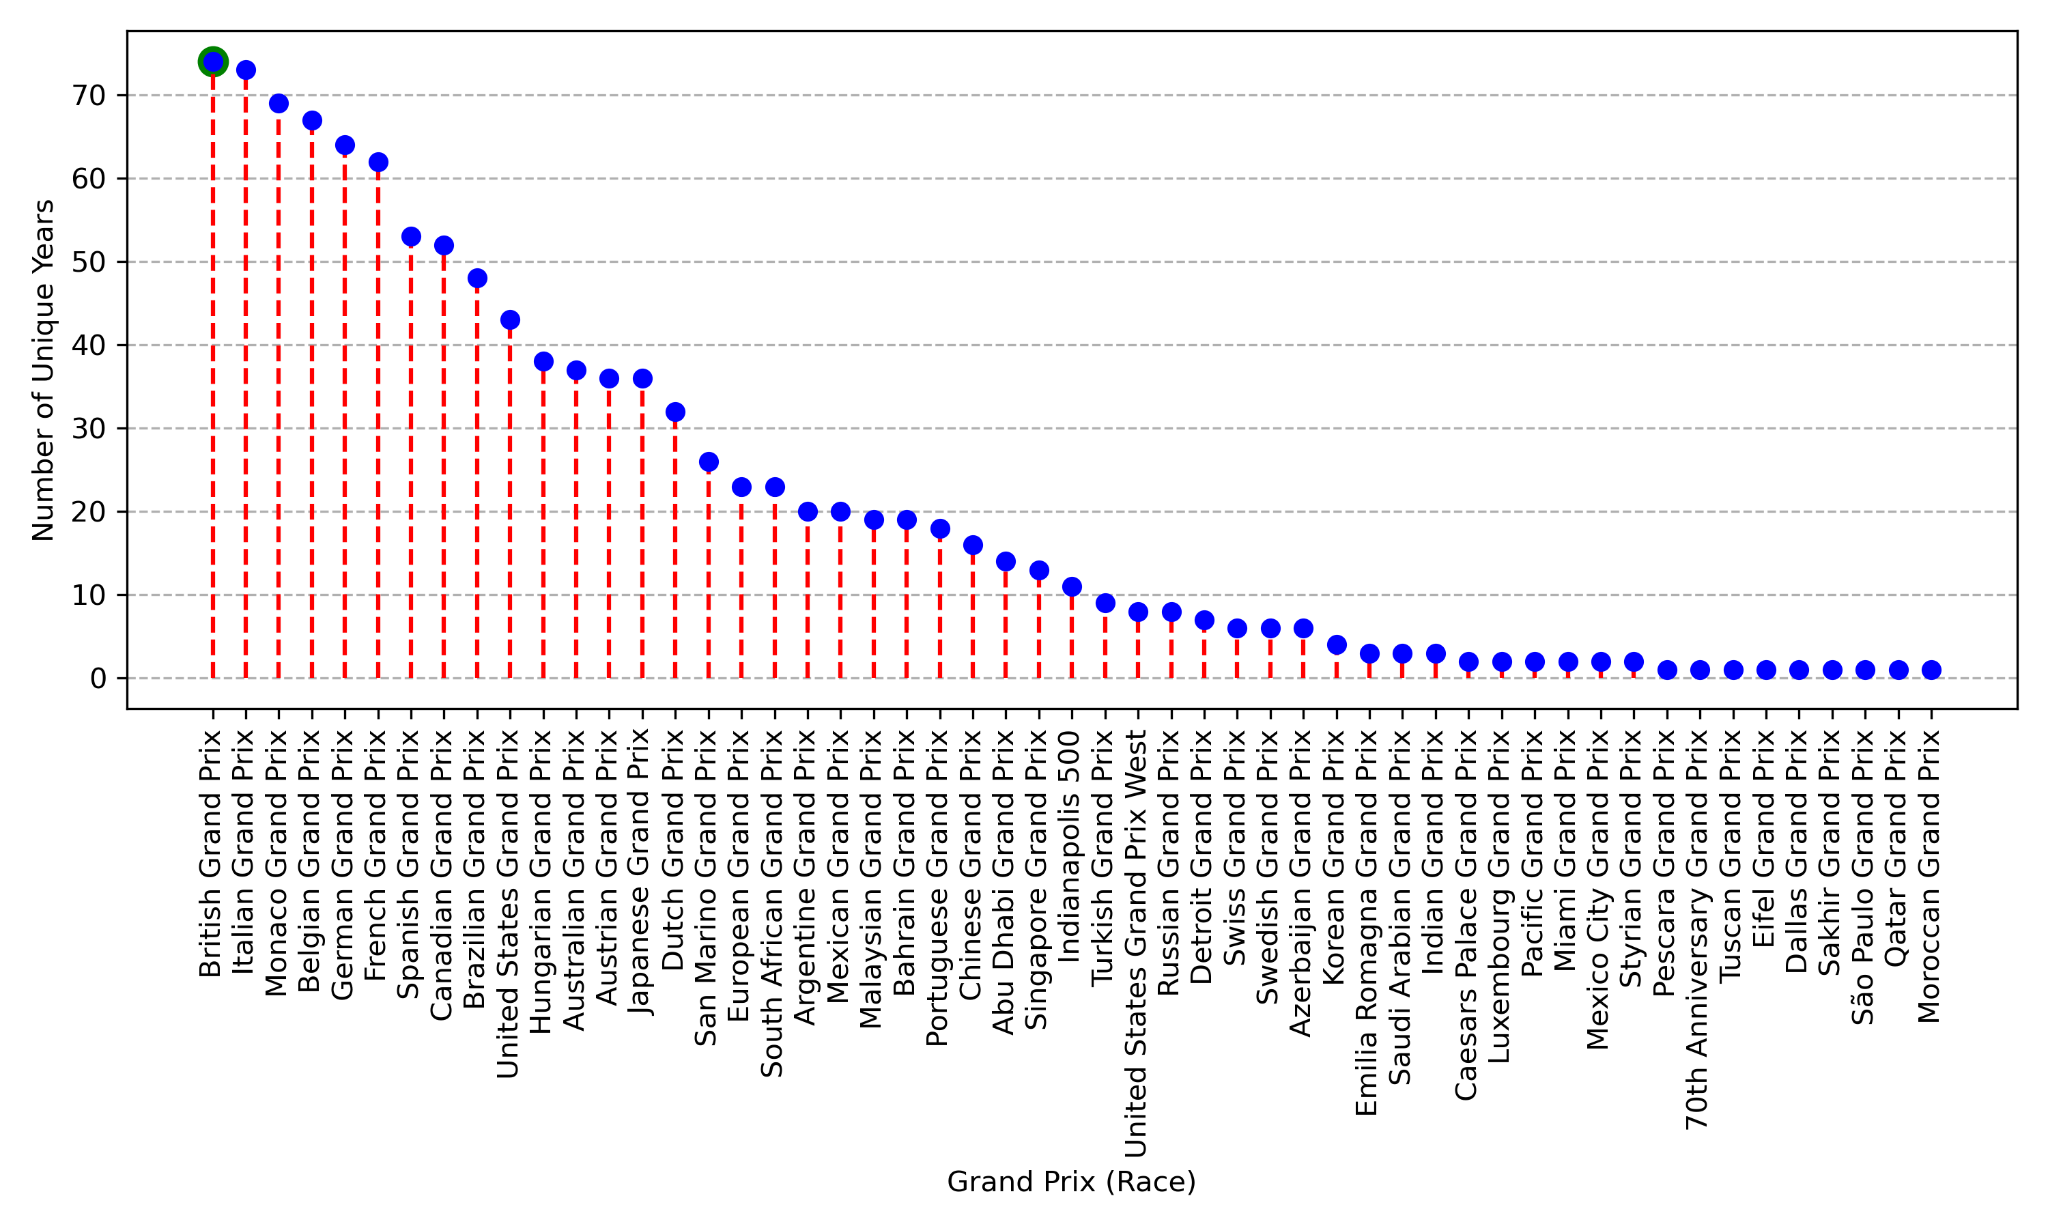 Number of Unique Years
70
60
50
40
30
20
10
0
British Grand Prix
Italian Grand Prix
Monaco Grand Prix
Belgian Grand Prix
German Grand Prix
French Grand Prix
Spanish Grand Prix
Canadian Grand Prix
Brazilian Grand Prix
United States Grand Prix
Hungarian Grand Prix
Australian Grand Prix
Austrian Grand Prix
Japanese Grand Prix
Dutch Grand Prix
San Marino Grand Prix
European Grand Prix
South African Grand Prix
Argentine Grand Prix
Mexican Grand Prix
Malaysian Grand Prix
Bahrain Grand Prix
Portuguese Grand Prix
Chinese Grand Prix
Abu Dhabi Grand Prix
Singapore Grand Prix
Indianapolis 500
Turkish Grand Prix
United States Grand Prix West
Russian Grand Prix
Detroit Grand Prix
Swiss Grand Prix
Swedish Grand Prix
Azerbaijan Grand Prix
Korean Grand Prix
Emilia Romagna Grand Prix
Saudi Arabian Grand Prix
Indian Grand Prix
Caesars Palace Grand Prix
Luxembourg Grand Prix
Pacific Grand Prix
Miami Grand Prix
Mexico City Grand Prix
Styrian Grand Prix
Pescara Grand Prix
70th Anniversary Grand Prix
Tuscan Grand Prix
Eifel Grand Prix
Dallas Grand Prix
Sakhir Grand Prix
São Paulo Grand Prix
Qatar Grand Prix
Moroccan Grand Prix
Grand Prix (Race)